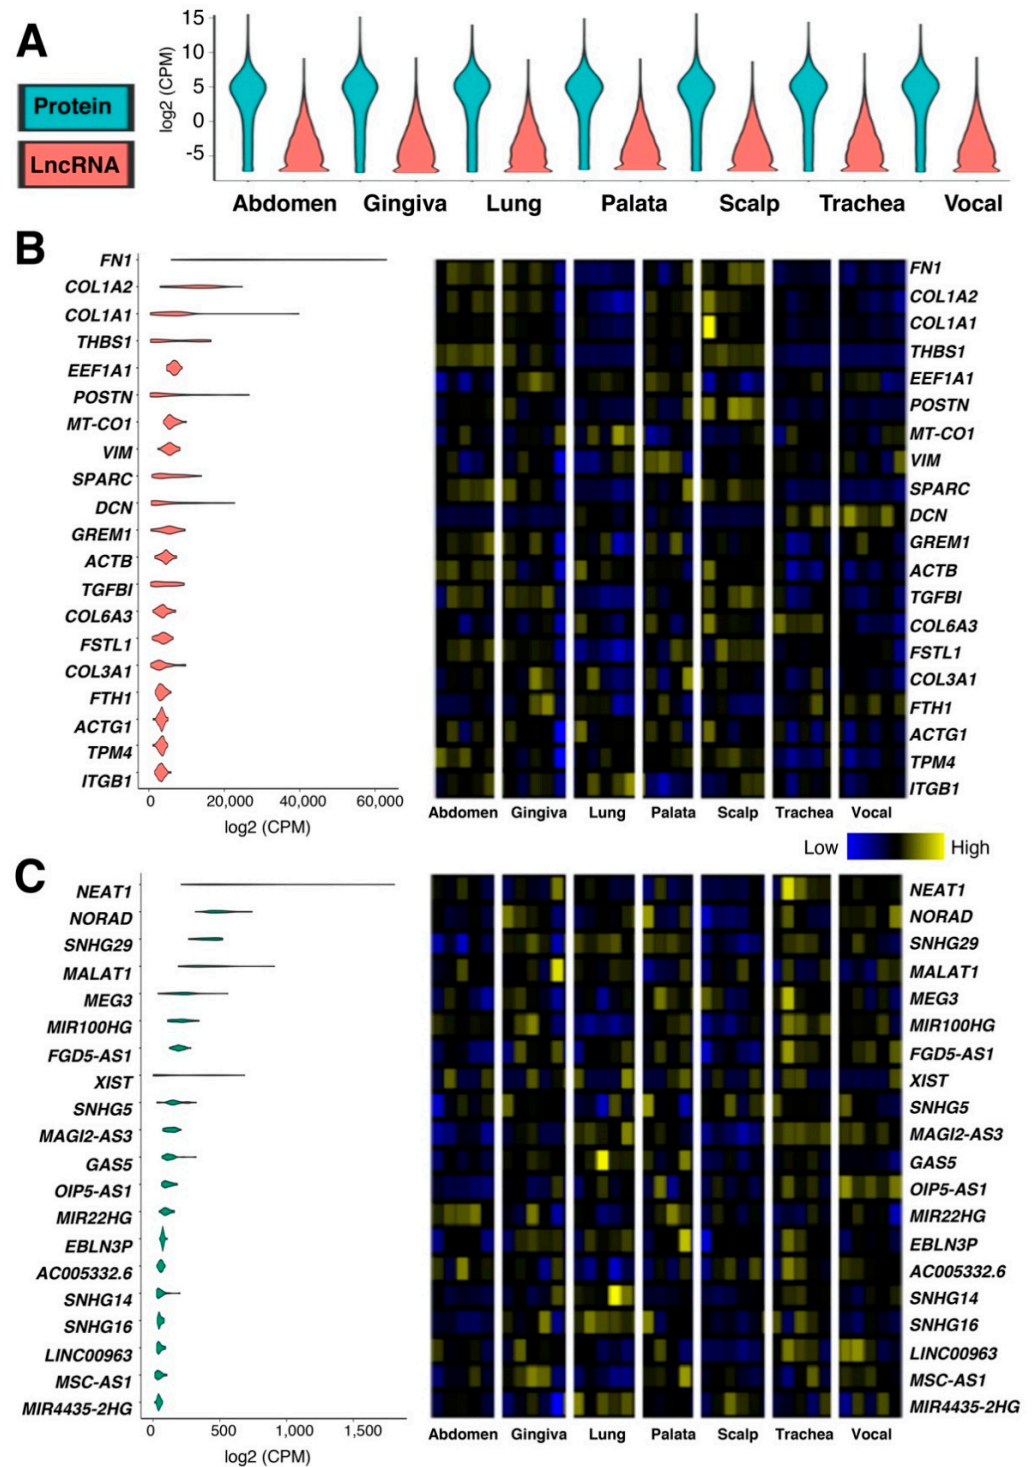 A
Protein
LncRNA
log2 (CPM)
15
10
5
0
-5
Abdomen Gingiva Lung Palata Scalp Trachea Vocal
B
FN1
COL1A2
COL1A1
THBS1
EEF1A1
POSTN
MT-CO1
VIM
SPARC
DCN
GREM1
ACTB
TGFBI
COL6A3
FSTL1
COL3A1
FTH1
ACTG1
TPM4
ITGB1
0 20,000 40,000 60,000
log2 (CPM)
FN1
COL1A2
COL1A1
THBS1
EEF1A1
POSTN
MT-CO1
VIM
SPARC
DCN
GREM1
ACTB
TGFBI
COL6A3
FSTL1
COL3A1
FTH1
ACTG1
TPM4
ITGB1
Abdomen Gingiva Lung Palata Scalp Trachea Vocal
Low High
C
NEAT1
NORAD
SNHG29
MALAT1
MEG3
MIR100HG
FGD5-AS1
XIST
SNHG5
MAGI2-AS3
GAS5
OIP5-AS1
MIR22HG
EBLN3P
AC005332.6
SNHG14
SNHG16
LINC00963
MSC-AS1
MIR4435-2HG
0 500 1,000 1,500
log2 (CPM)
NEAT1
NORAD
SNHG29
MALAT1
MEG3
MIR100HG
FGD5-AS1
XIST
SNHG5
MAGI2-AS3
GAS5
OIP5-AS1
MIR22HG
EBLN3P
AC005332.6
SNHG14
SNHG16
LINC00963
MSC-AS1
MIR4435-2HG
Abdomen Gingiva Lung Palata Scalp Trachea Vocal